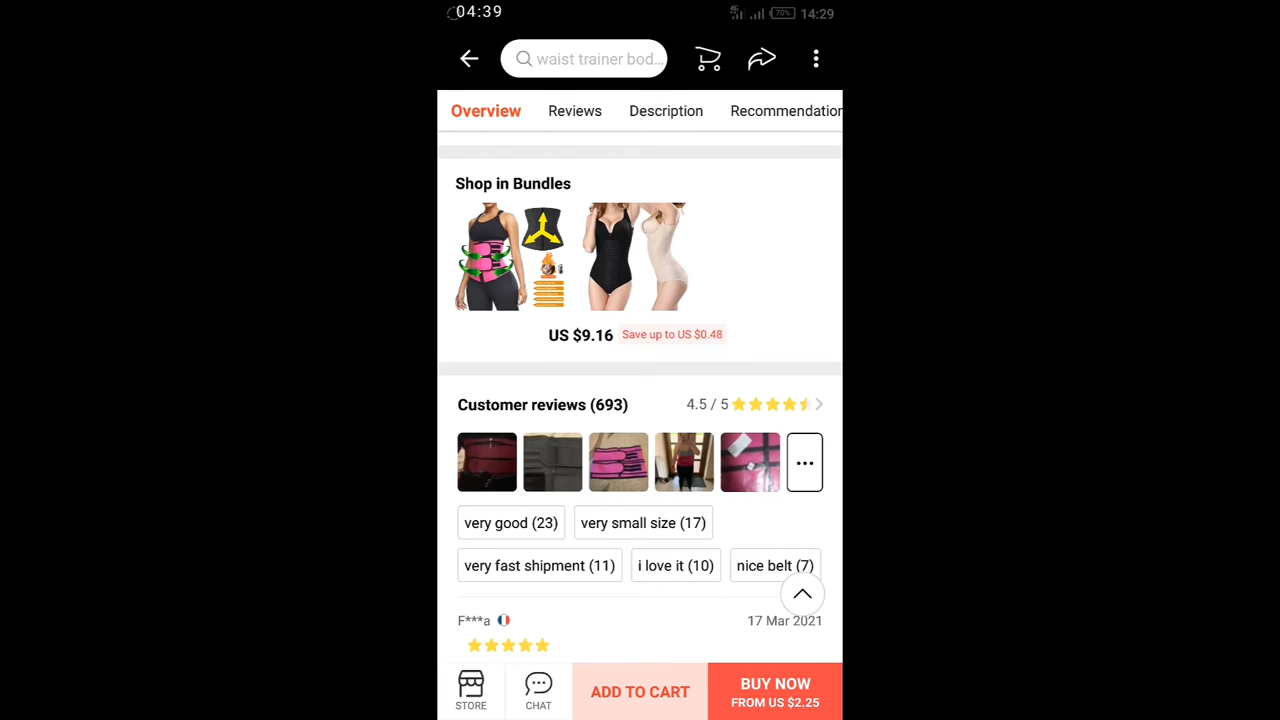 04:39
4G 70% 14:29
waist trainer bod...
Overview Reviews Description Recommendation
Shop in Bundles
US $9.16 Save up to US $0.48
Customer reviews (693) 4.5 / 5
very good (23) very small size (17)
very fast shipment (11) i love it (10) nice belt (7)
F***a 17 Mar 2021
STORE CHAT ADD TO CART BUY NOW
FROM US $2.25